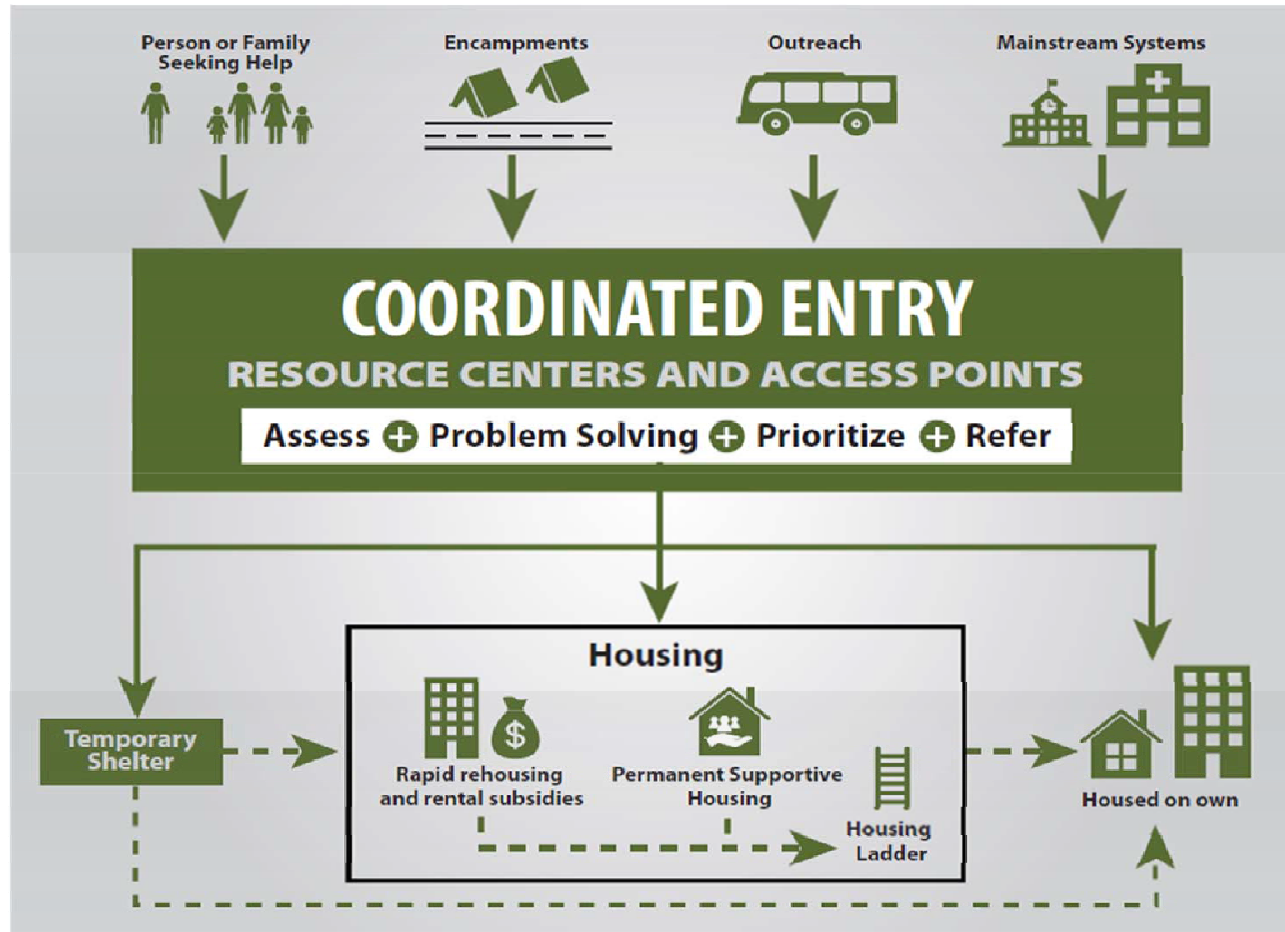 Person or Family
Seeking Help
Encampments
Outreach
Mainstream Systems
COORDINATED ENTRY
RESOURCE CENTERS AND ACCESS POINTS
Assess + Problem Solving + Prioritize + Refer
Housing
Temporary
Shelter
$
Rapid rehousing
and rental subsidies
Permanent Supportive
Housing
Housing
Ladder
Housed on own